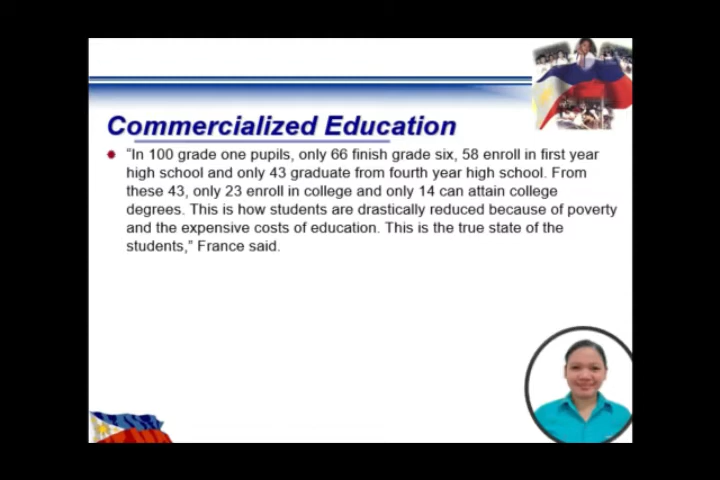 Commercialized Education
"In 100 grade one pupils, only 66 finish grade six, 58 enroll in first year
high school and only 43 graduate from fourth year high school. From
these 43, only 23 enroll in college and only 14 can attain college
degrees. This is how students are drastically reduced because of poverty
and the expensive costs of education. This is the true state of the
students," France said.